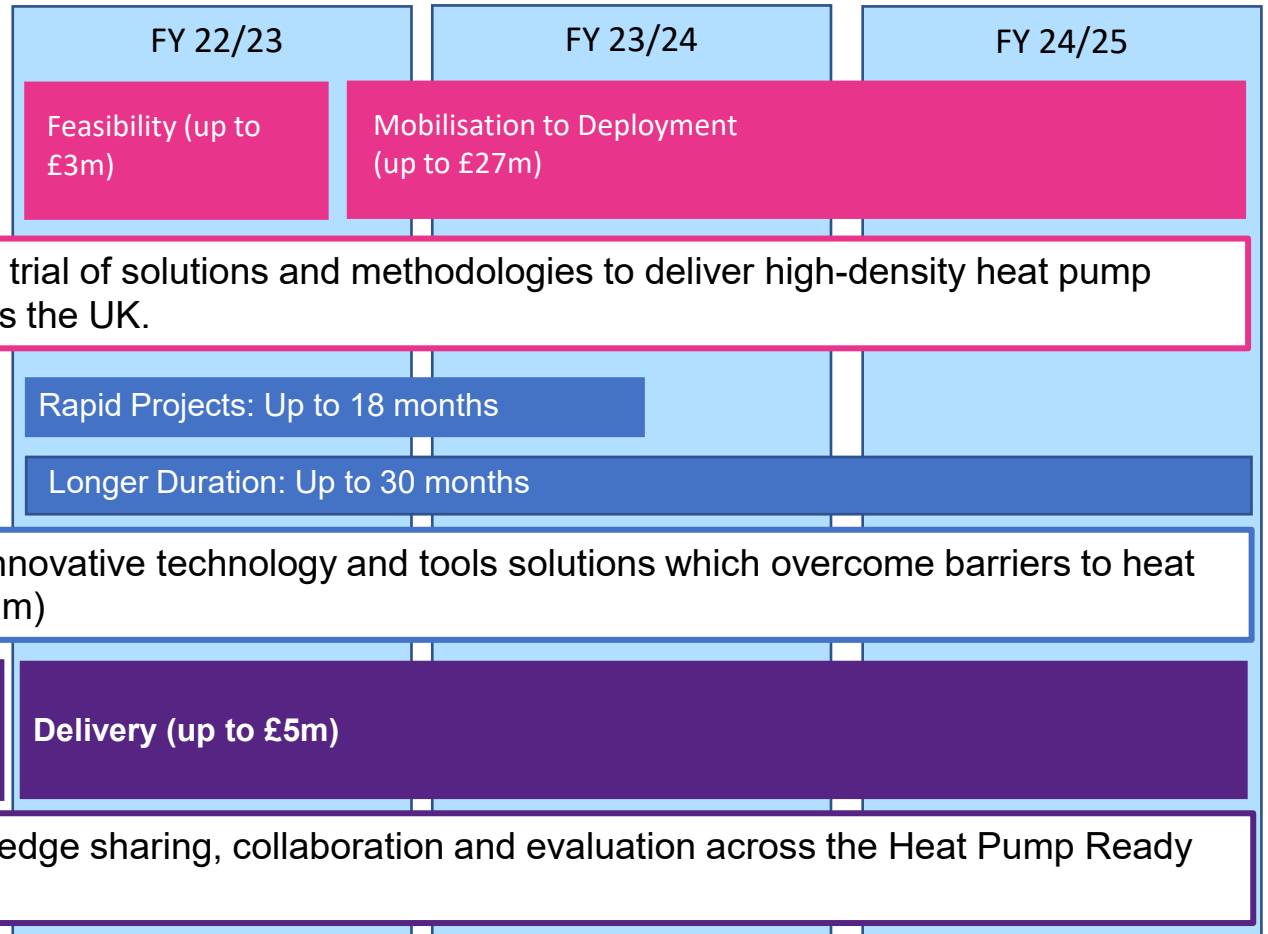 FY 22/23
FY 23/24
FY 24/25
Feasibility (up to
£3m)
Mobilisation to Deployment
(up to £27m)
trial of solutions and methodologies to deliver high-density heat pump
s the UK.
Rapid Projects: Up to 18 months
Longer Duration: Up to 30 months
nnovative technology and tools solutions which overcome barriers to heat
m)
Delivery (up to £5m)
edge sharing, collaboration and evaluation across the Heat Pump Ready